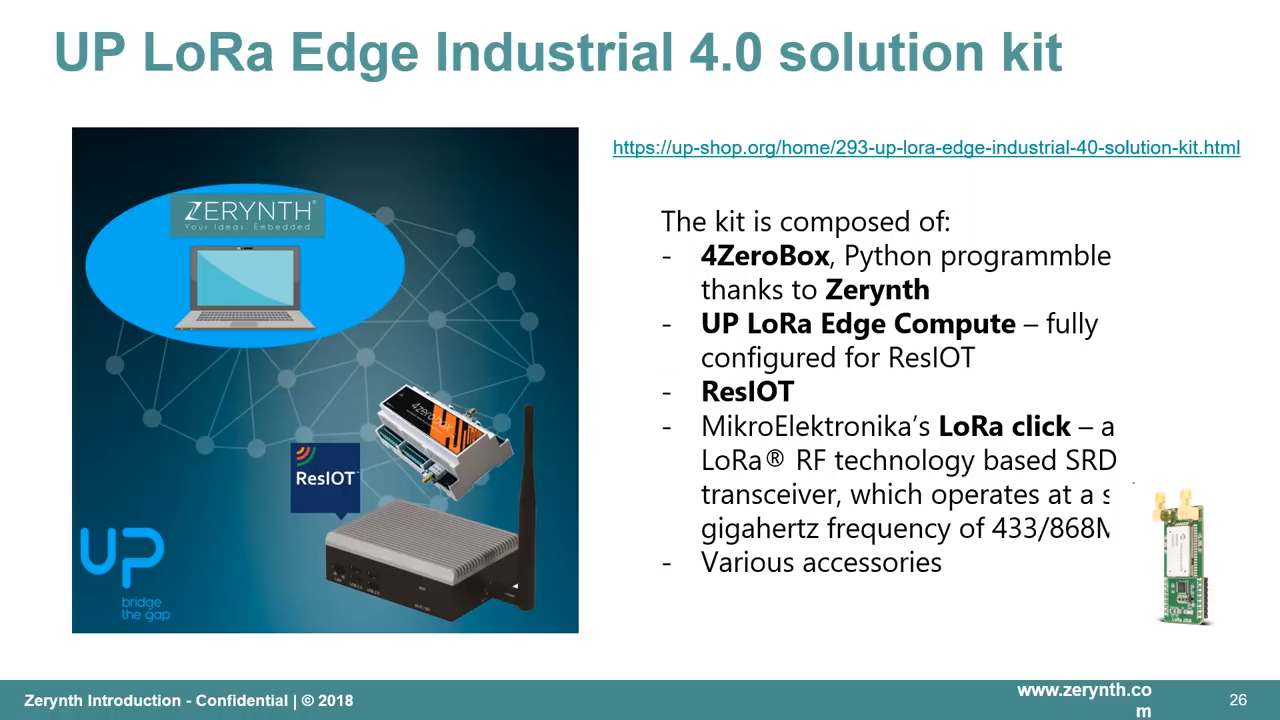 UP LoRa Edge Industrial 4.0 solution kit
https://up-shop.org/home/293-up-lora-edge-industrial-40-solution-kit.html
ZERYNTH®
Your Ideas. Embedded
4zerobox
ResIOT
UP
bridge
the gap
The kit is composed of:
- 4ZeroBox, Python programmble
thanks to Zerynth
- UP LoRa Edge Compute – fully
configured for ResIOT
- ResIOT
- MikroElektronika’s LoRa click – a
LoRa® RF technology based SRD
transceiver, which operates at a s
gigahertz frequency of 433/868M
- Various accessories
LoRa click
Zerynth Introduction - Confidential | © 2018
www.zerynth.co
m
26